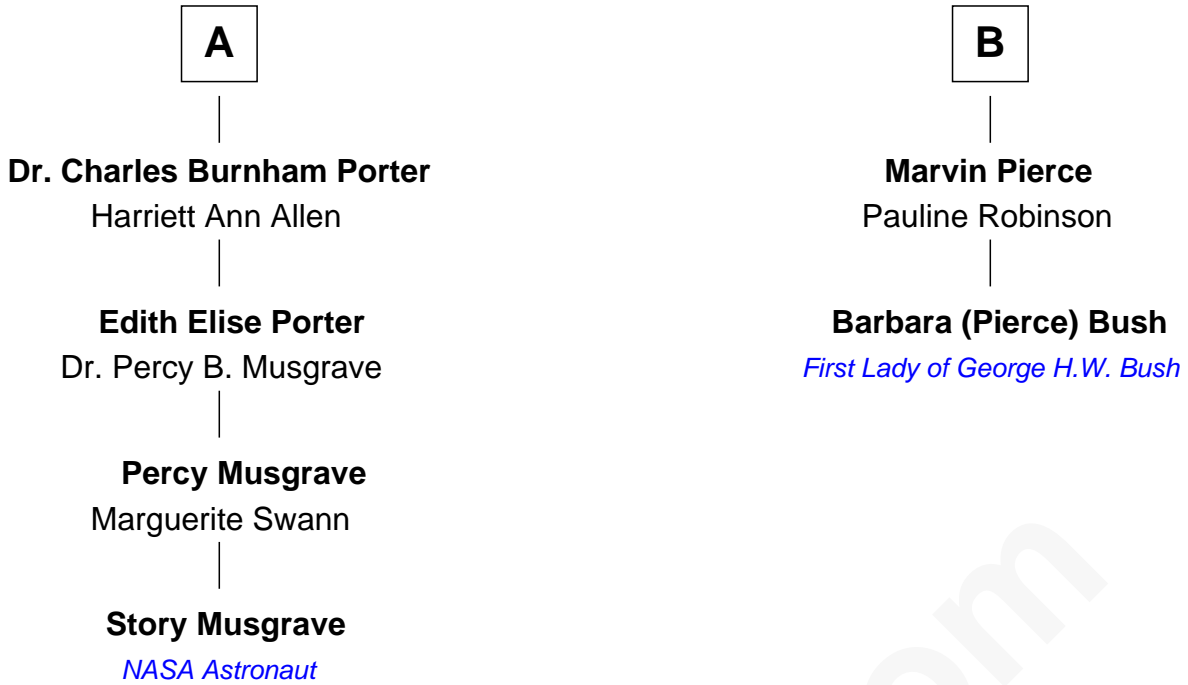 A
Dr. Charles Burnham Porter
Harriett Ann Allen
Edith Elise Porter
Dr. Percy B. Musgrave
Percy Musgrave
Marguerite Swann
Story Musgrave
NASA Astronaut
B
Marvin Pierce
Pauline Robinson
Barbara (Pierce) Bush
First Lady of George H.W. Bush
om